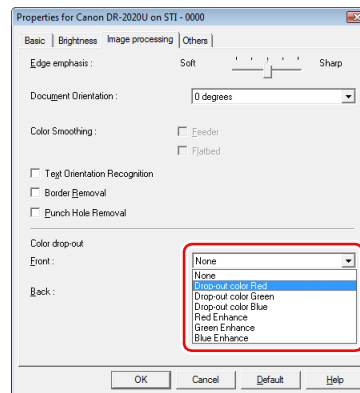 Properties for Canon DR-2020U on STI - 0000
Basic Brightness Image processing Others
Edge emphasis : Soft Sharp
Document Orientation : 0 degrees
Color Smoothing : Feeder
Flatbed
Text Orientation Recognition
Border Removal
Punch Hole Removal
Color drop-out
Front : None
None
Drop-out color Red
Back : Drop-out color Green
Drop-out color Blue
Red Enhance
Green Enhance
Blue Enhance
OK Cancel Default Help